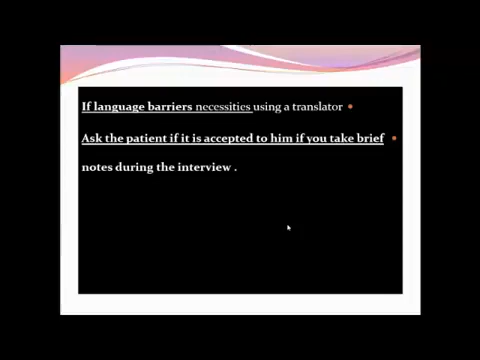 If language barriers necessities using a translator •
Ask the patient if it is accepted to him if you take brief •
notes during the interview .